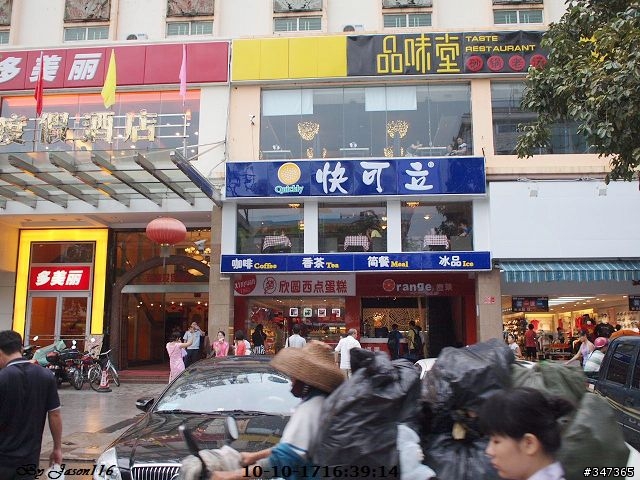 多美丽
品味堂
TASTE
RESTAURANT
度假酒店
Quickly
快可立
咖啡 Coffee
香茶 Tea
简餐 Meal
冰品 Ice
多美丽
欣园西点蛋糕
Orange
By Jason116
10-10-17 16:39:14
#347365